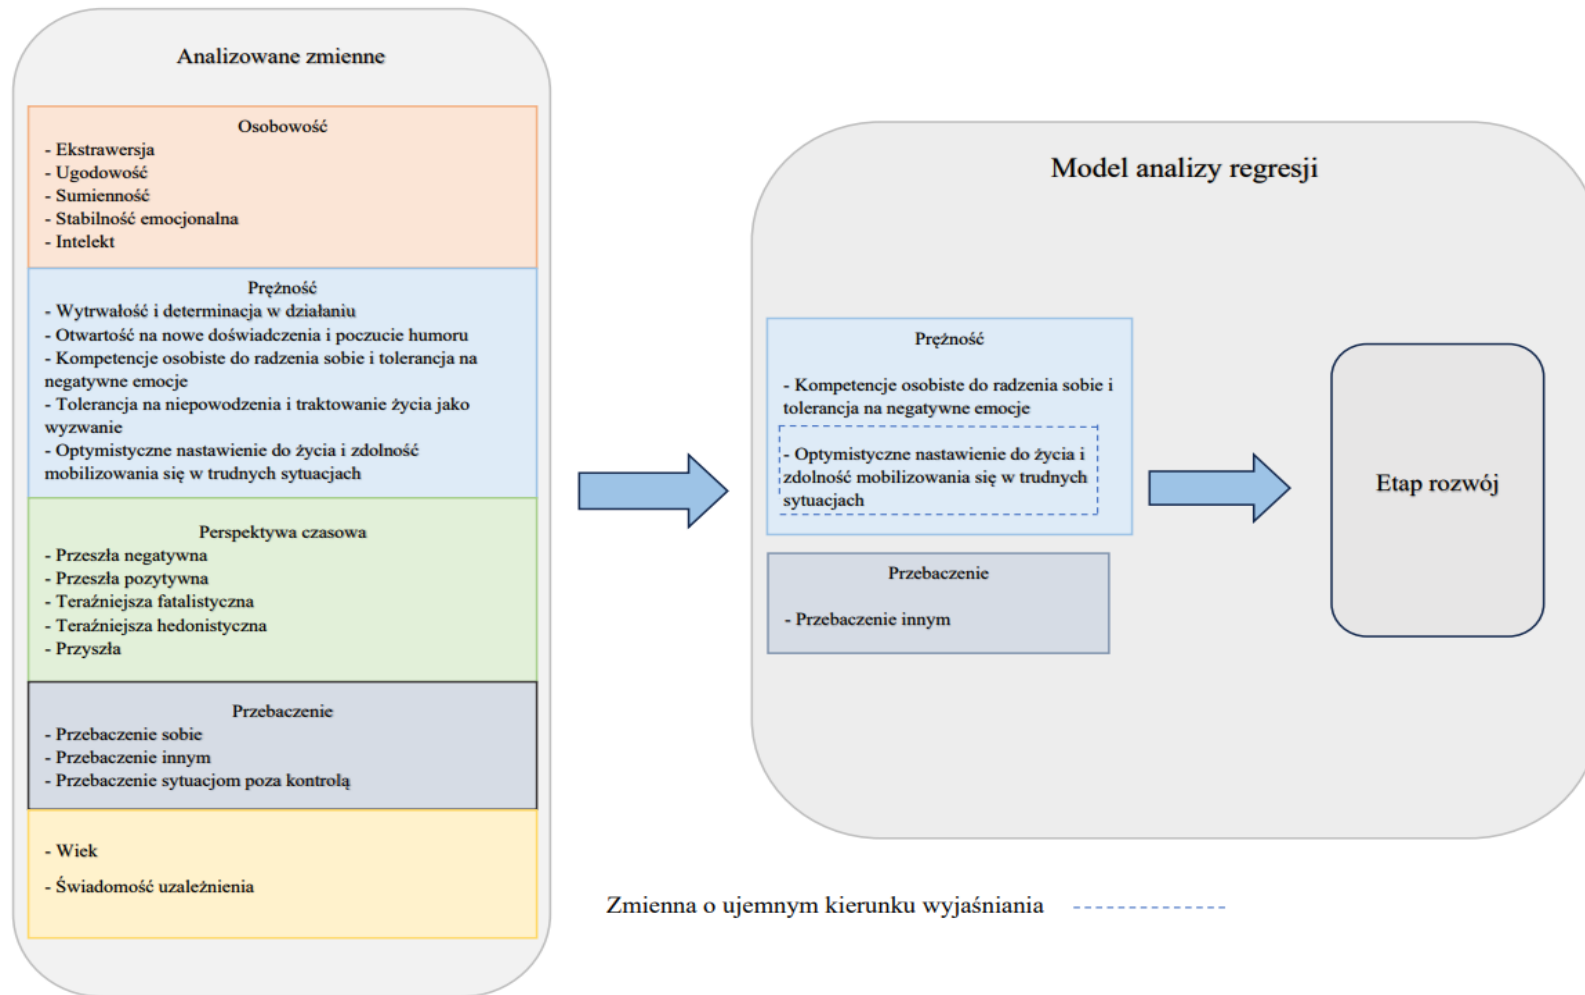 Analizowane zmienne
Osobowość
- Ekstrawersja
- Ugodowość
- Sumienność
- Stabilność emocjonalna
- Intelekt
Prężność
- Wytrwałość i determinacja w działaniu
- Otwartość na nowe doświadczenia i poczucie humoru
- Kompetencje osobiste do radzenia sobie i tolerancja na
negatywne emocje
- Tolerancja na niepowodzenia i traktowanie życia jako
wyzwanie
- Optymistyczne nastawienie do życia i zdolność
mobilizowania się w trudnych sytuacjach
Perspektywa czasowa
- Przeszła negatywna
- Przeszła pozytywna
- Teraźniejsza fatalistyczna
- Teraźniejsza hedonistyczna
- Przyszła
Przebaczenie
- Przebaczenie sobie
- Przebaczenie innym
- Przebaczenie sytuacjom poza kontrolą
- Wiek
- Świadomość uzależnienia
Model analizy regresji
Prężność
- Kompetencje osobiste do radzenia sobie i
tolerancja na negatywne emocje
- Optymistyczne nastawienie do życia i
zdolność mobilizowania się w trudnych
sytuacjach
Przebaczenie
- Przebaczenie innym
Etap rozwój
Zmienna o ujemnym kierunku wyjaśniania